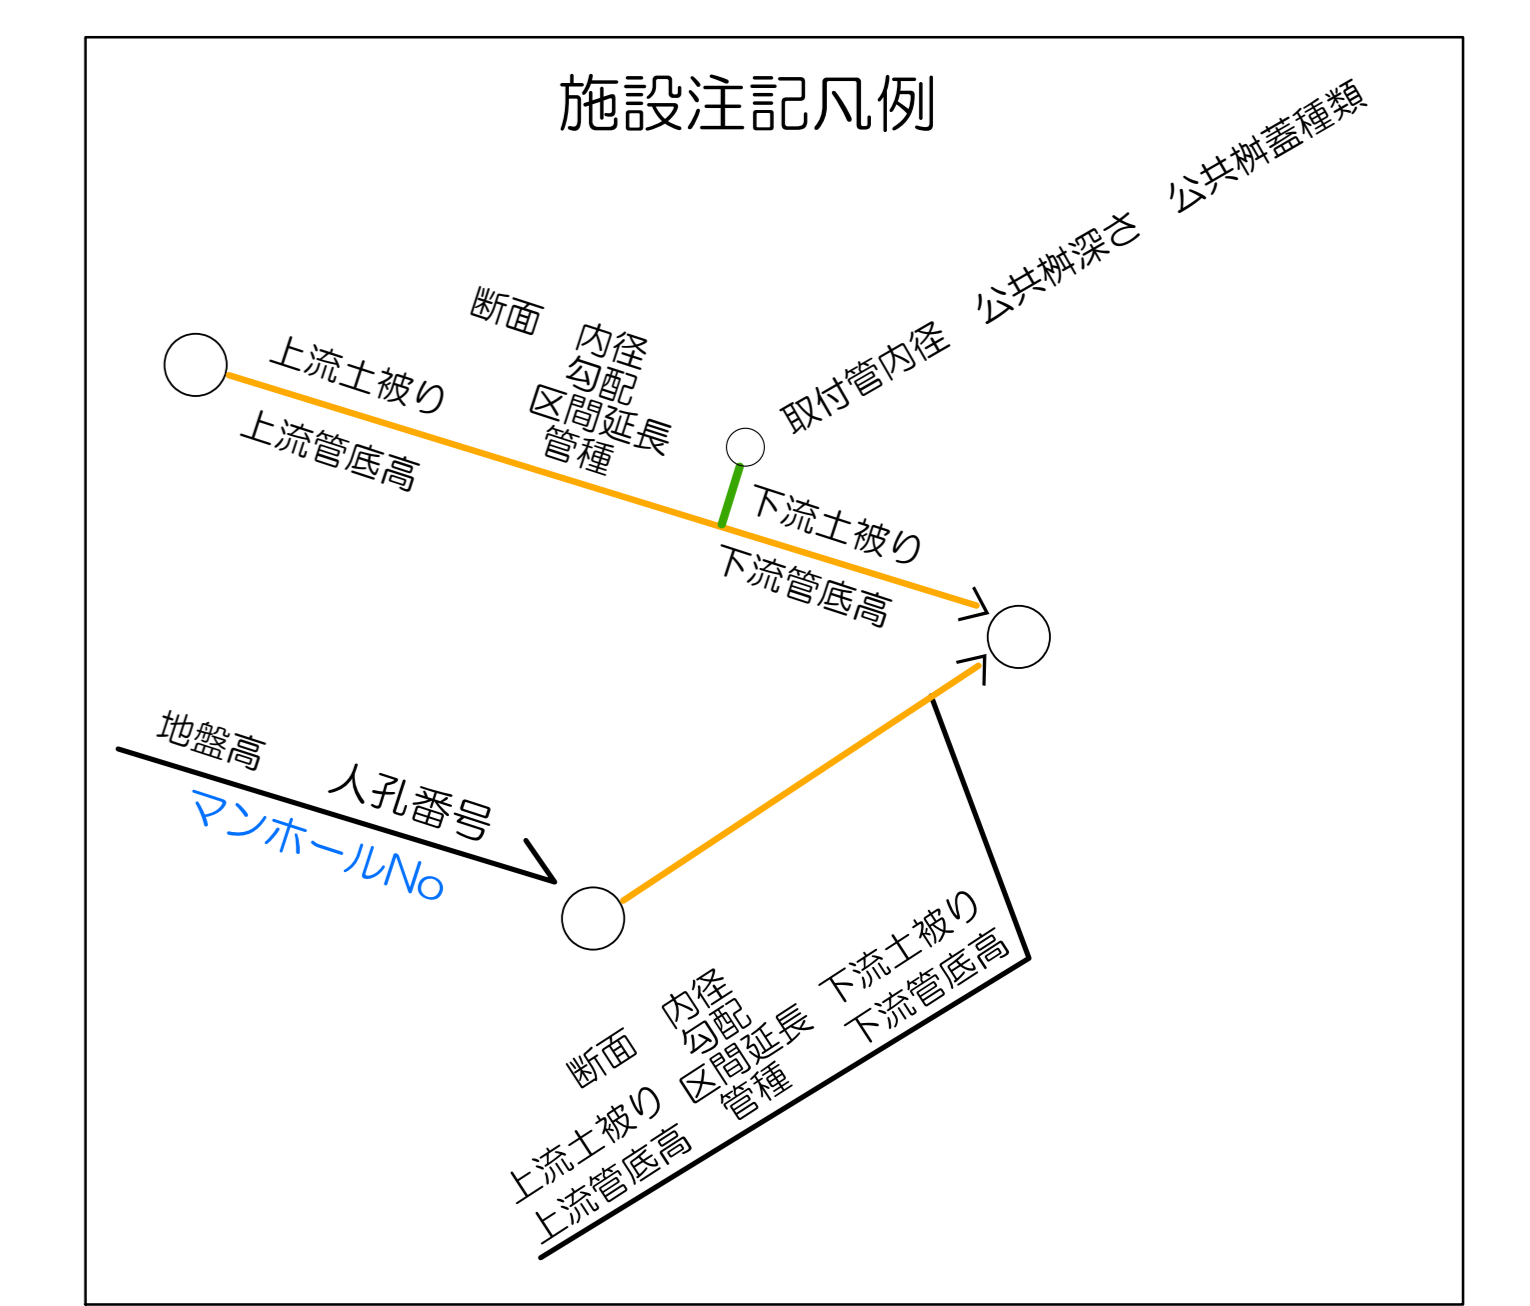 施設注記凡例
取付管内径　公共桝深さ　公共桝蓋種類
断面　内径
勾配
区間延長
管種
上流土被り
上流管底高
下流土被り
下流管底高
地盤高　人孔番号
マンホールNo
断面　内径
勾配
区間延長
管種
上流土被り
上流管底高
下流土被り
下流管底高